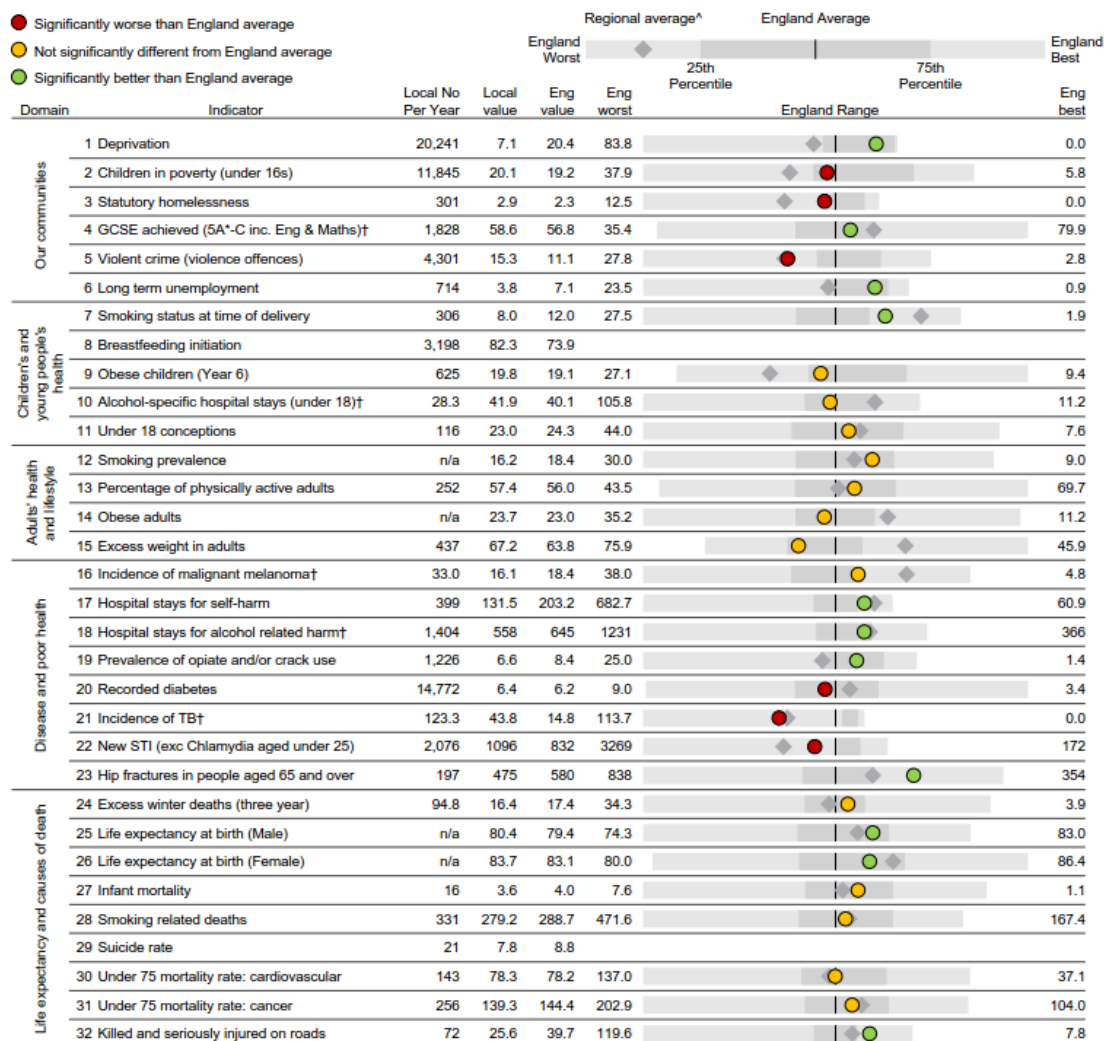 Significantly worse than England average
Not significantly different from England average
Significantly better than England average
Regional average^ England Average
England Worst England Best
25th Percentile 75th Percentile
Domain Indicator Local No Per Year Local value Eng value Eng worst England Range Eng best
Our communities
1 Deprivation 20,241 7.1 20.4 83.8 0.0
2 Children in poverty (under 16s) 11,845 20.1 19.2 37.9 5.8
3 Statutory homelessness 301 2.9 2.3 12.5 0.0
4 GCSE achieved (5A*-C inc. Eng & Maths)† 1,828 58.6 56.8 35.4 79.9
5 Violent crime (violence offences) 4,301 15.3 11.1 27.8 2.8
6 Long term unemployment 714 3.8 7.1 23.5 0.9
Children's and young people's health
7 Smoking status at time of delivery 306 8.0 12.0 27.5 1.9
8 Breastfeeding initiation 3,198 82.3 73.9
9 Obese children (Year 6) 625 19.8 19.1 27.1 9.4
10 Alcohol-specific hospital stays (under 18)† 28.3 41.9 40.1 105.8 11.2
11 Under 18 conceptions 116 23.0 24.3 44.0 7.6
Adults' health and lifestyle
12 Smoking prevalence n/a 16.2 18.4 30.0 9.0
13 Percentage of physically active adults 252 57.4 56.0 43.5 69.7
14 Obese adults n/a 23.7 23.0 35.2 11.2
15 Excess weight in adults 437 67.2 63.8 75.9 45.9
Disease and poor health
16 Incidence of malignant melanoma† 33.0 16.1 18.4 38.0 4.8
17 Hospital stays for self-harm 399 131.5 203.2 682.7 60.9
18 Hospital stays for alcohol related harm† 1,404 558 645 1231 366
19 Prevalence of opiate and/or crack use 1,226 6.6 8.4 25.0 1.4
20 Recorded diabetes 14,772 6.4 6.2 9.0 3.4
21 Incidence of TB† 123.3 43.8 14.8 113.7 0.0
22 New STI (exc Chlamydia aged under 25) 2,076 1096 832 3269 172
23 Hip fractures in people aged 65 and over 197 475 580 838 354
Life expectancy and causes of death
24 Excess winter deaths (three year) 94.8 16.4 17.4 34.3 3.9
25 Life expectancy at birth (Male) n/a 80.4 79.4 74.3 83.0
26 Life expectancy at birth (Female) n/a 83.7 83.1 80.0 86.4
27 Infant mortality 16 3.6 4.0 7.6 1.1
28 Smoking related deaths 331 279.2 288.7 471.6 167.4
29 Suicide rate 21 7.8 8.8
30 Under 75 mortality rate: cardiovascular 143 78.3 78.2 137.0 37.1
31 Under 75 mortality rate: cancer 256 139.3 144.4 202.9 104.0
32 Killed and seriously injured on roads 72 25.6 39.7 119.6 7.8